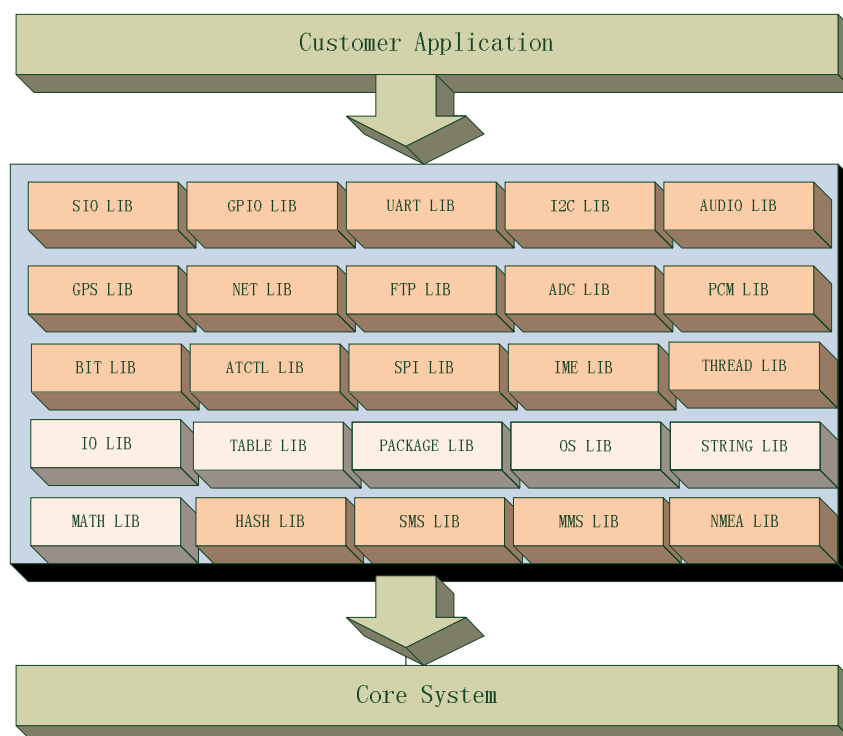 Customer Application
SIO LIB GPIO LIB UART LIB I2C LIB AUDIO LIB
GPS LIB NET LIB FTP LIB ADC LIB PCM LIB
BIT LIB ATCTL LIB SPI LIB IME LIB THREAD LIB
IO LIB TABLE LIB PACKAGE LIB OS LIB STRING LIB
MATH LIB HASH LIB SMS LIB MMS LIB NMEA LIB
Core System